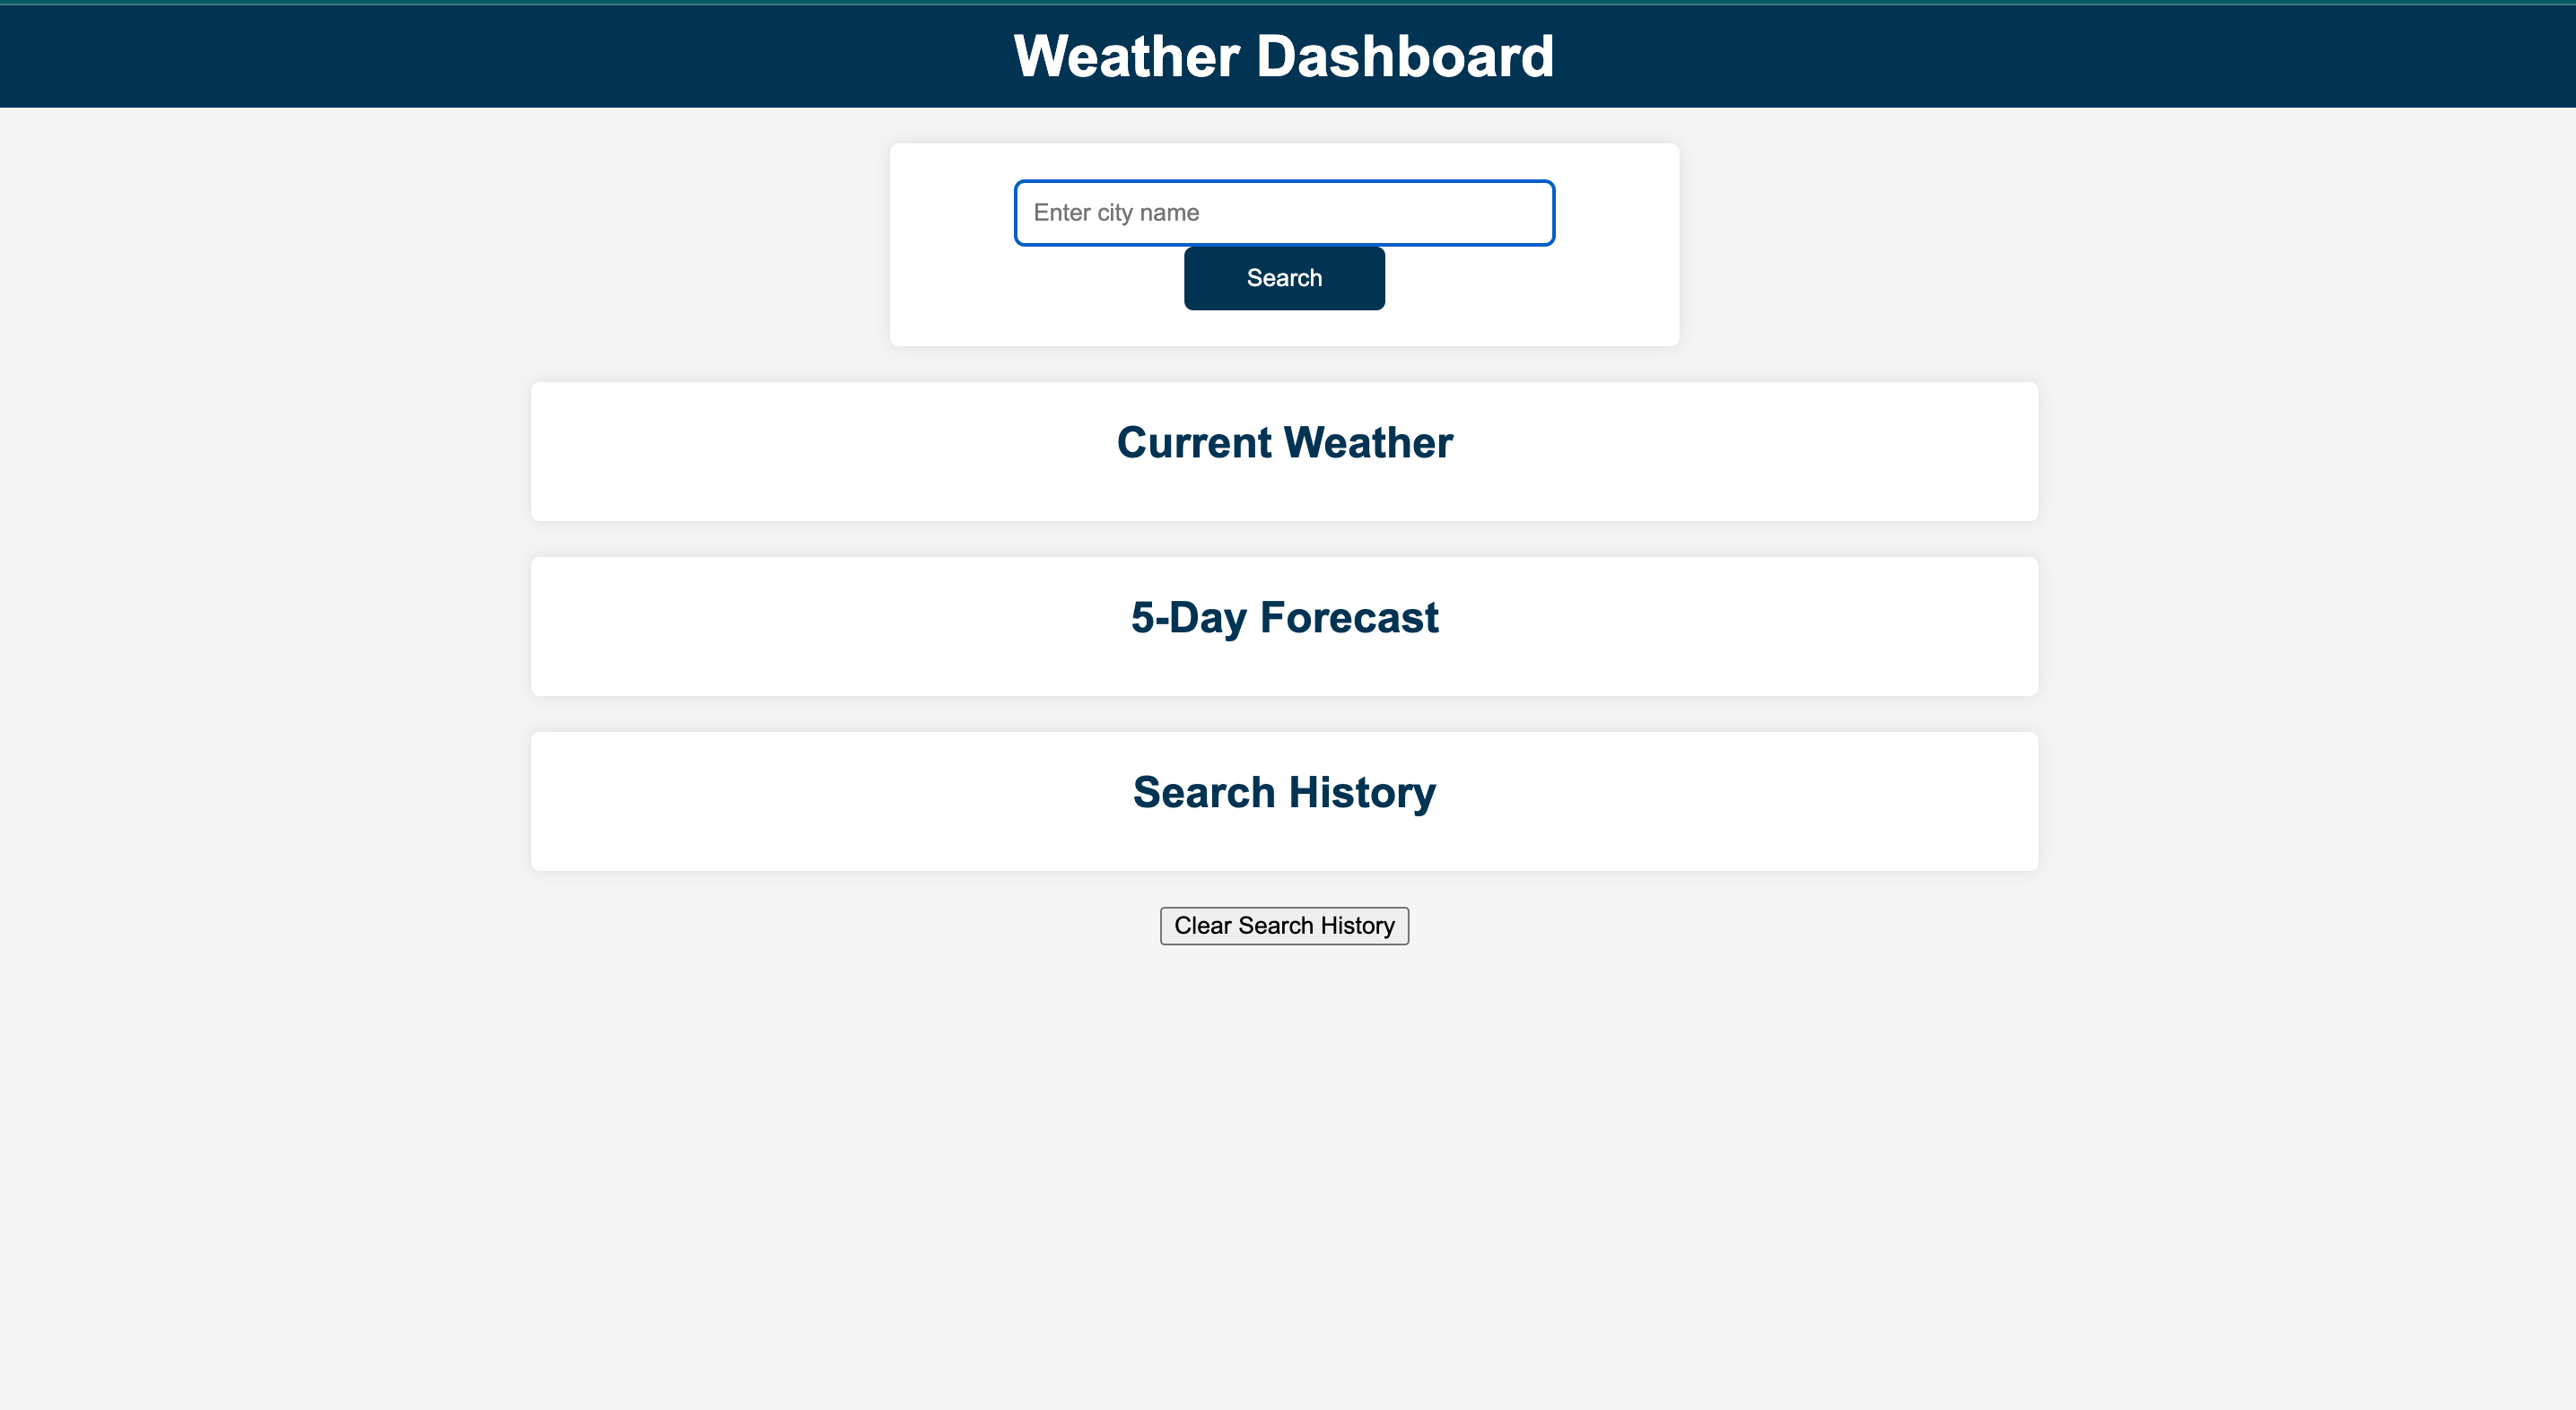 Weather Dashboard
Enter city name
Search
Current Weather
5-Day Forecast
Search History
Clear Search History